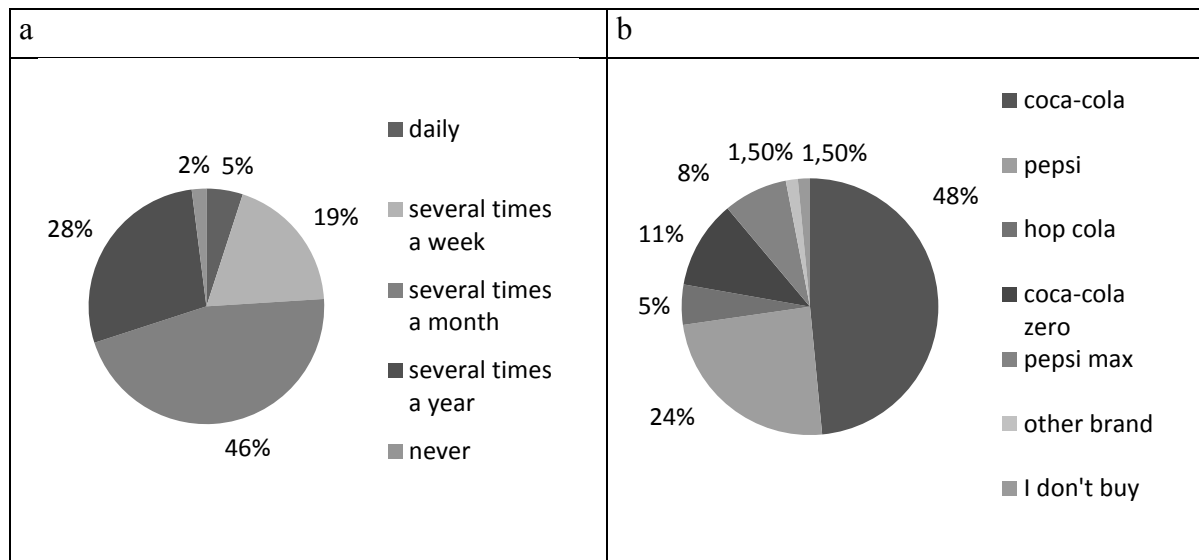 a
b
2%
5%
19%
28%
46%
daily
several times
a week
several times
a month
several times
a year
never
1,50%
1,50%
8%
48%
11%
5%
24%
coca-cola
pepsi
hop cola
coca-cola
zero
pepsi max
other brand
I don't buy